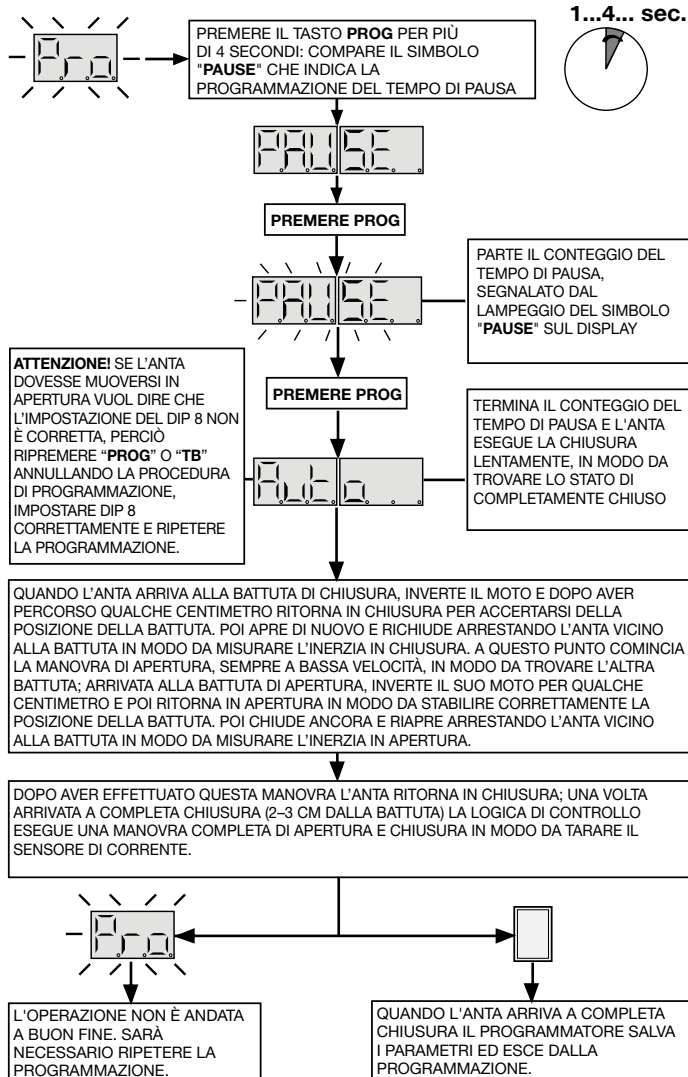 Pro
PREMERE IL TASTO PROG PER PIÙ
DI 4 SECONDI: COMPARE IL SIMBOLO
"PAUSE" CHE INDICA LA
PROGRAMMAZIONE DEL TEMPO DI PAUSA
1...4... sec.
PAUSE
PREMERE PROG
PAUSE
PARTE IL CONTEGGIO DEL
TEMPO DI PAUSA,
SEGNALATO DAL
LAMPEGGIO DEL SIMBOLO
"PAUSE" SUL DISPLAY
ATTENZIONE! SE L'ANTA
DOVESSE MUOVERSI IN
APERTURA VUOL DIRE CHE
L'IMPOSTAZIONE DEL DIP 8 NON
È CORRETTA, PERCIÒ
RIPREMERE “PROG” O “TB”
ANNULLANDO LA PROCEDURA
DI PROGRAMMAZIONE,
IMPOSTARE DIP 8
CORRETTAMENTE E RIPETERE
LA PROGRAMMAZIONE.
PREMERE PROG
Auto
TERMINA IL CONTEGGIO DEL
TEMPO DI PAUSA E L'ANTA
ESEGUE LA CHIUSURA
LENTAMENTE, IN MODO DA
TROVARE LO STATO DI
COMPLETAMENTE CHIUSO
QUANDO L'ANTA ARRIVA ALLA BATTUTA DI CHIUSURA, INVERTE IL MOTO E DOPO AVER
PERCORSO QUALCHE CENTIMETRO RITORNA IN CHIUSURA PER ACCERTARSI DELLA
POSIZIONE DELLA BATTUTA. POI APRE DI NUOVO E RICHIUDE ARRESTANDO L'ANTA VICINO
ALLA BATTUTA IN MODO DA MISURARE L'INERZIA IN CHIUSURA. A QUESTO PUNTO COMINCIA
LA MANOVRA DI APERTURA, SEMPRE A BASSA VELOCITÀ, IN MODO DA TROVARE L'ALTRA
BATTUTA; ARRIVATA ALLA BATTUTA DI APERTURA, INVERTE IL SUO MOTO PER QUALCHE
CENTIMETRO E POI RITORNA IN APERTURA IN MODO DA STABILIRE CORRETTAMENTE LA
POSIZIONE DELLA BATTUTA. POI CHIUDE ANCORA E RIAPRE ARRESTANDO L'ANTA VICINO
ALLA BATTUTA IN MODO DA MISURARE L'INERZIA IN APERTURA.
DOPO AVER EFFETTUATO QUESTA MANOVRA L'ANTA RITORNA IN CHIUSURA; UNA VOLTA
ARRIVATA A COMPLETA CHIUSURA (2–3 CM DALLA BATTUTA) LA LOGICA DI CONTROLLO
ESEGUE UNA MANOVRA COMPLETA DI APERTURA E CHIUSURA IN MODO DA TARARE IL
SENSORE DI CORRENTE.
Pro
L'OPERAZIONE NON È ANDATA
A BUON FINE. SARÀ
NECESSARIO RIPETERE LA
PROGRAMMAZIONE.
QUANDO L'ANTA ARRIVA A COMPLETA
CHIUSURA IL PROGRAMMATORE SALVA
I PARAMETRI ED ESCE DALLA
PROGRAMMAZIONE.